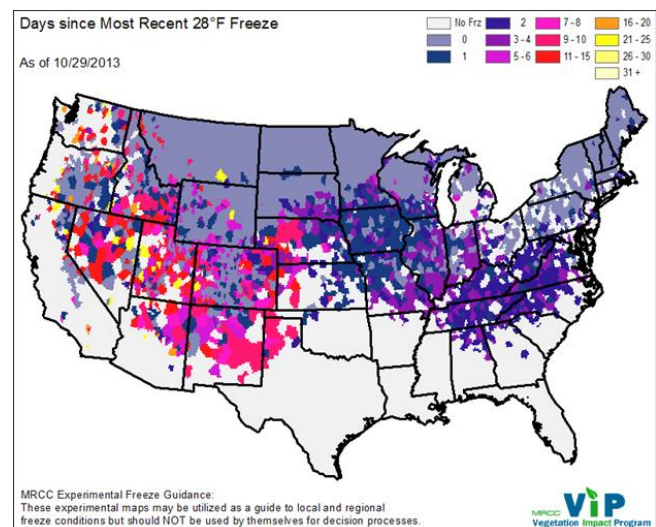 Days since Most Recent 28°F Freeze
As of 10/29/2013
No Frz 2 7 - 8 16 - 20
0 3 - 4 9 - 10 21 - 25
1 5 - 6 11 - 15 26 - 30
31 +
MRCC Experimental Freeze Guidance:
These experimental maps may be utilized as a guide to local and regional
freeze conditions but should NOT be used by themselves for decision processes.
MRCC ViP
Vegetation Impact Program